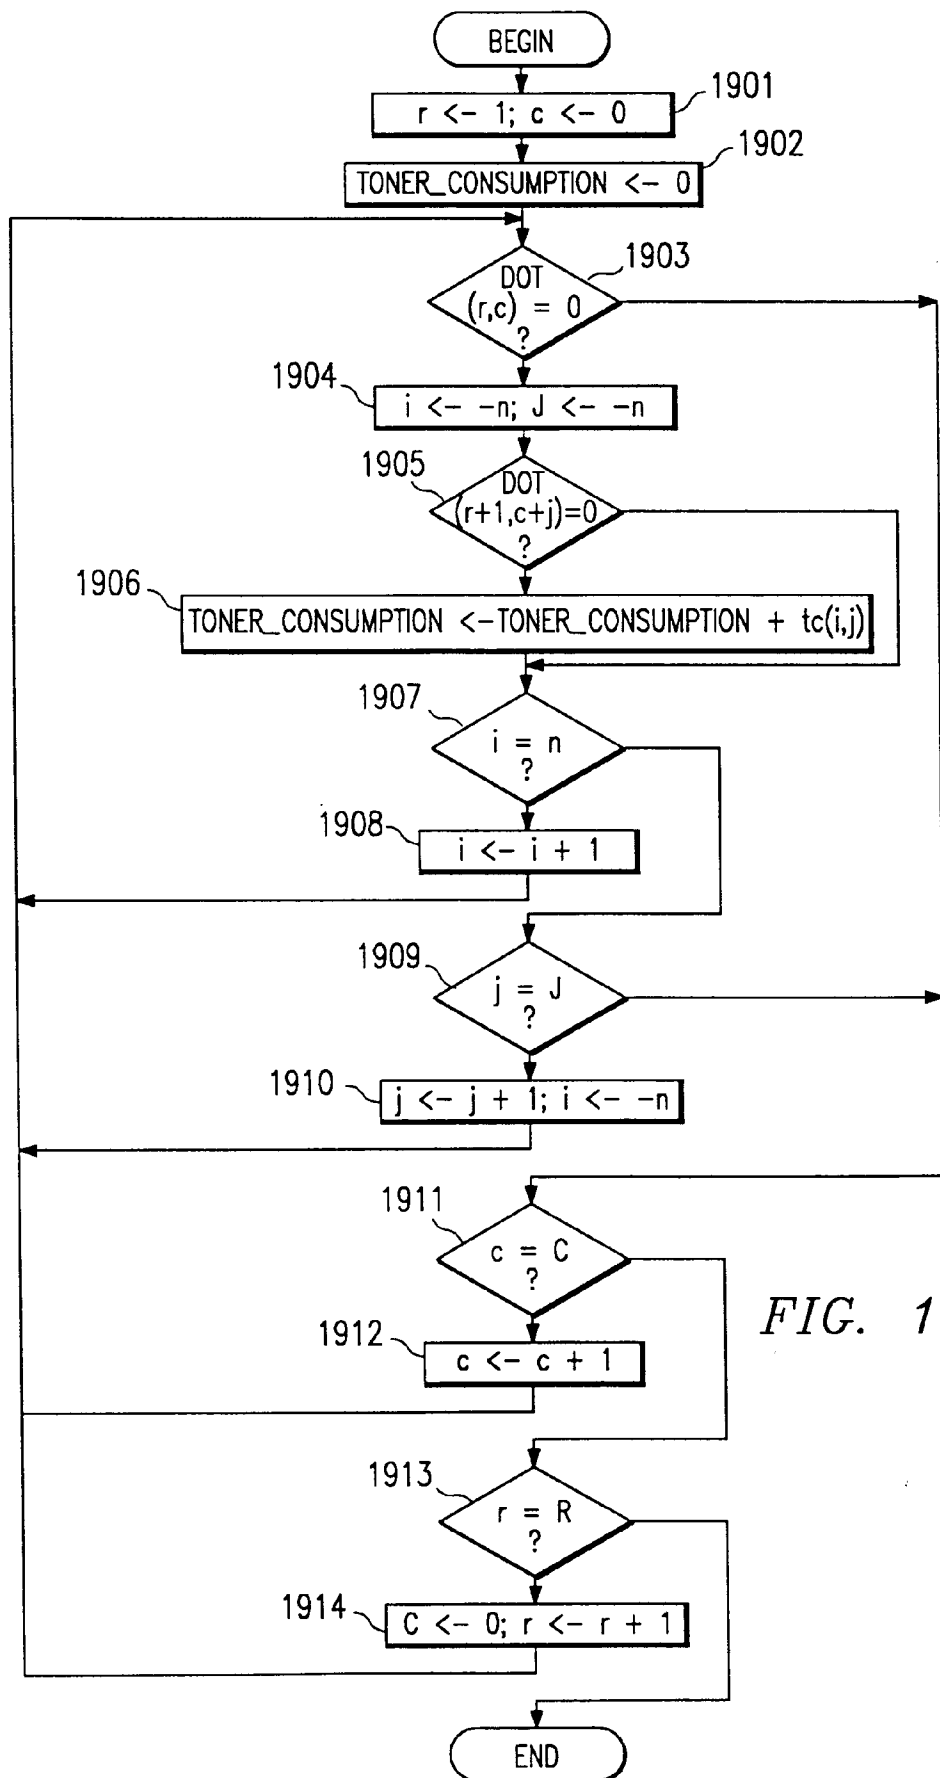 BEGIN
1901
r <- 1; c <- 0
1902
TONER_CONSUMPTION <- 0
1903
DOT
(r,c) = 0
?
1904
i <- -n; J <- -n
1905
DOT
(r+1,c+j)=0
?
1906
TONER_CONSUMPTION <-TONER_CONSUMPTION + tc(i,j)
1907
i = n
?
1908
i <- i + 1
1909
j = J
?
1910
j <- j + 1; i <- -n
1911
c = C
?
FIG. 1
1912
c <- c + 1
1913
r = R
?
1914
C <- 0; r <- r + 1
END